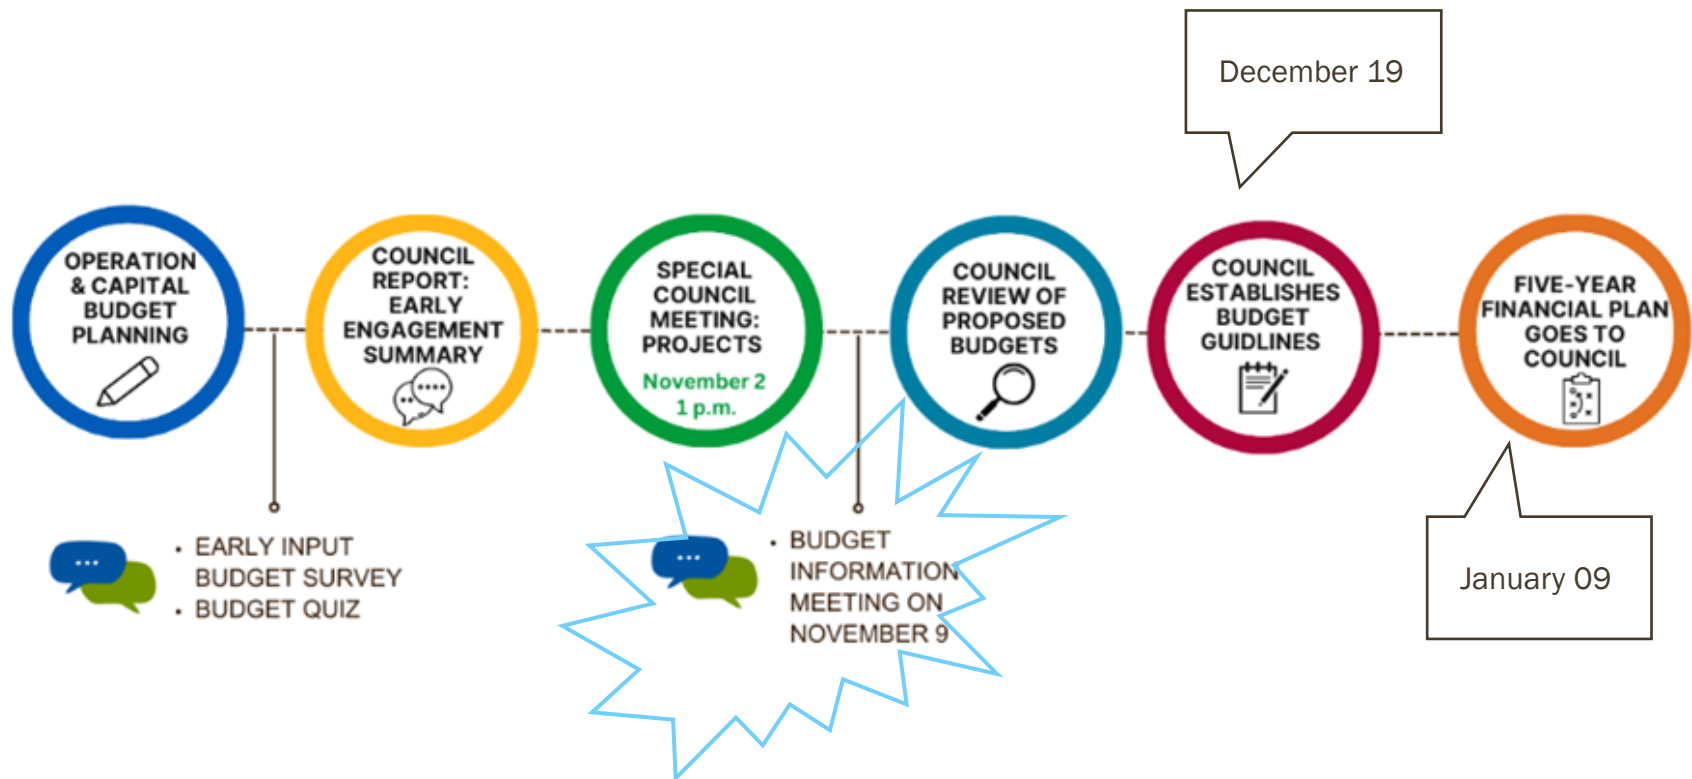 December 19
OPERATION
& CAPITAL
BUDGET
PLANNING
COUNCIL
REPORT:
EARLY
ENGAGEMENT
SUMMARY
SPECIAL
COUNCIL
MEETING:
PROJECTS
November 2
1 p.m.
COUNCIL
REVIEW OF
PROPOSED
BUDGETS
COUNCIL
ESTABLISHES
BUDGET
GUIDLINES
FIVE-YEAR
FINANCIAL PLAN
GOES TO
COUNCIL
• EARLY INPUT
BUDGET SURVEY
• BUDGET QUIZ
• BUDGET
INFORMATION
MEETING ON
NOVEMBER 9
January 09